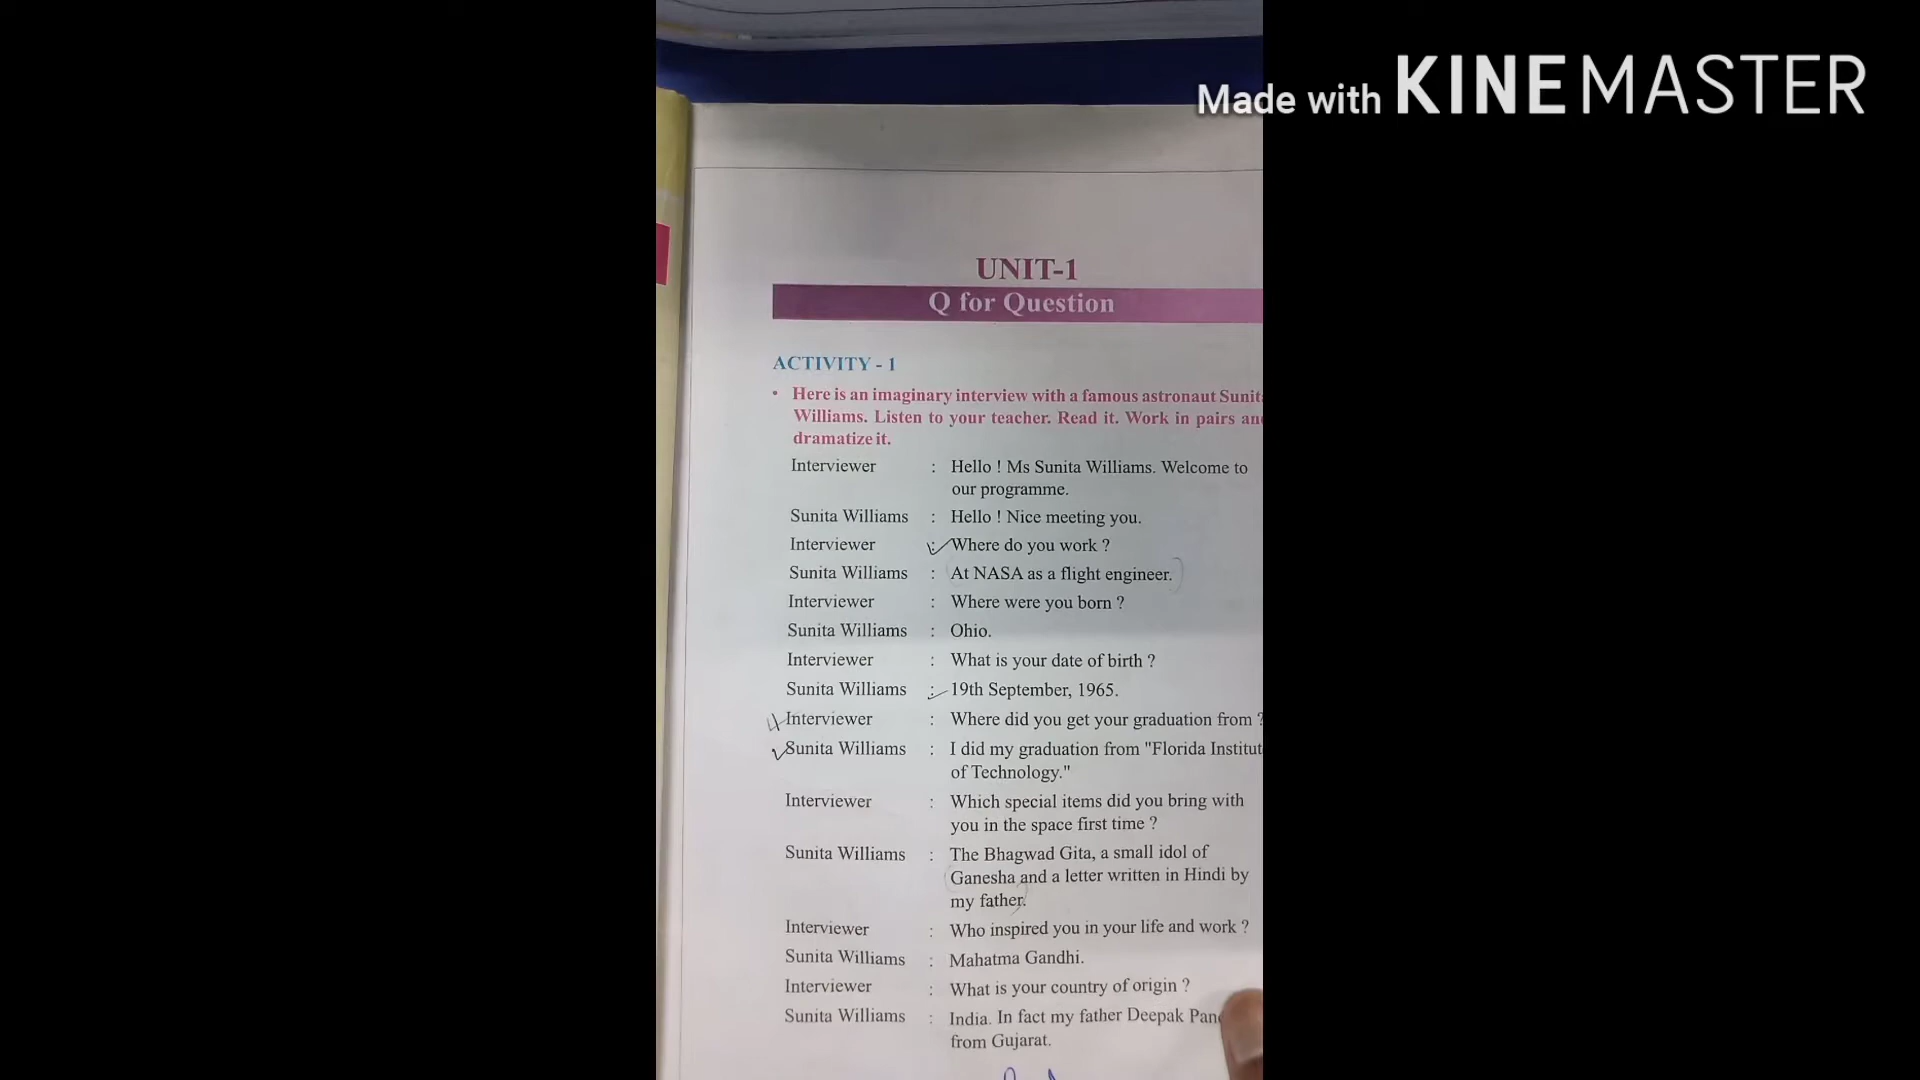 Made with KINEMASTER
UNIT-1
Q for Question
ACTIVITY - 1
• Here is an imaginary interview with a famous astronaut
Williams. Listen to your teacher. Read it. Work in pairs
dramatize it.
Interviewer : Hello ! Ms Sunita Williams. Welcome to
our programme.
Sunita Williams : Hello ! Nice meeting you.
Interviewer : Where do you work ?
Sunita Williams : At NASA as a flight engineer.
Interviewer : Where were you born ?
Sunita Williams : Ohio.
Interviewer : What is your date of birth ?
Sunita Williams : 19th September, 1965.
Interviewer : Where did you get your graduation from ?
Sunita Williams : I did my graduation from "Florida
of Technology."
Interviewer : Which special items did you bring with
you in the space first time ?
Sunita Williams : The Bhagwad Gita, a small idol of
Ganesha and a letter written in Hindi by
my father.
Interviewer : Who inspired you in your life and work ?
Sunita Williams : Mahatma Gandhi.
Interviewer : What is your country of origin ?
Sunita Williams : India. In fact my father Deepak
from Gujarat.